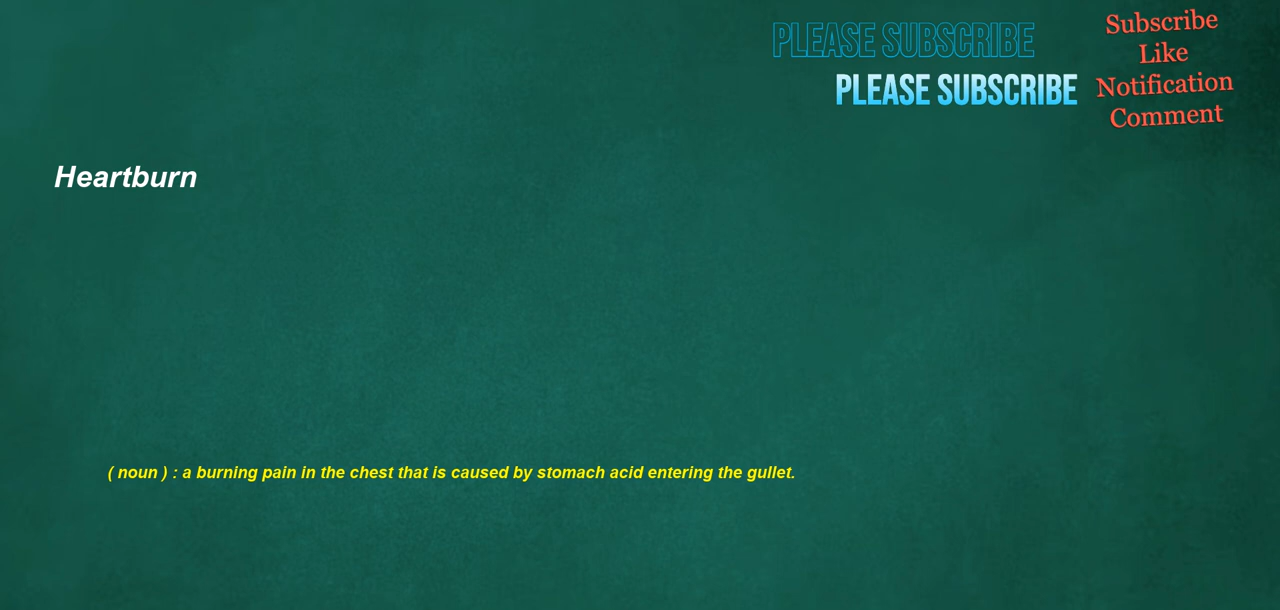 PLEASE SUBSCRIBE
PLEASE SUBSCRIBE
Subscribe
Like
Notification
Comment
Heartburn
( noun ) : a burning pain in the chest that is caused by stomach acid entering the gullet.